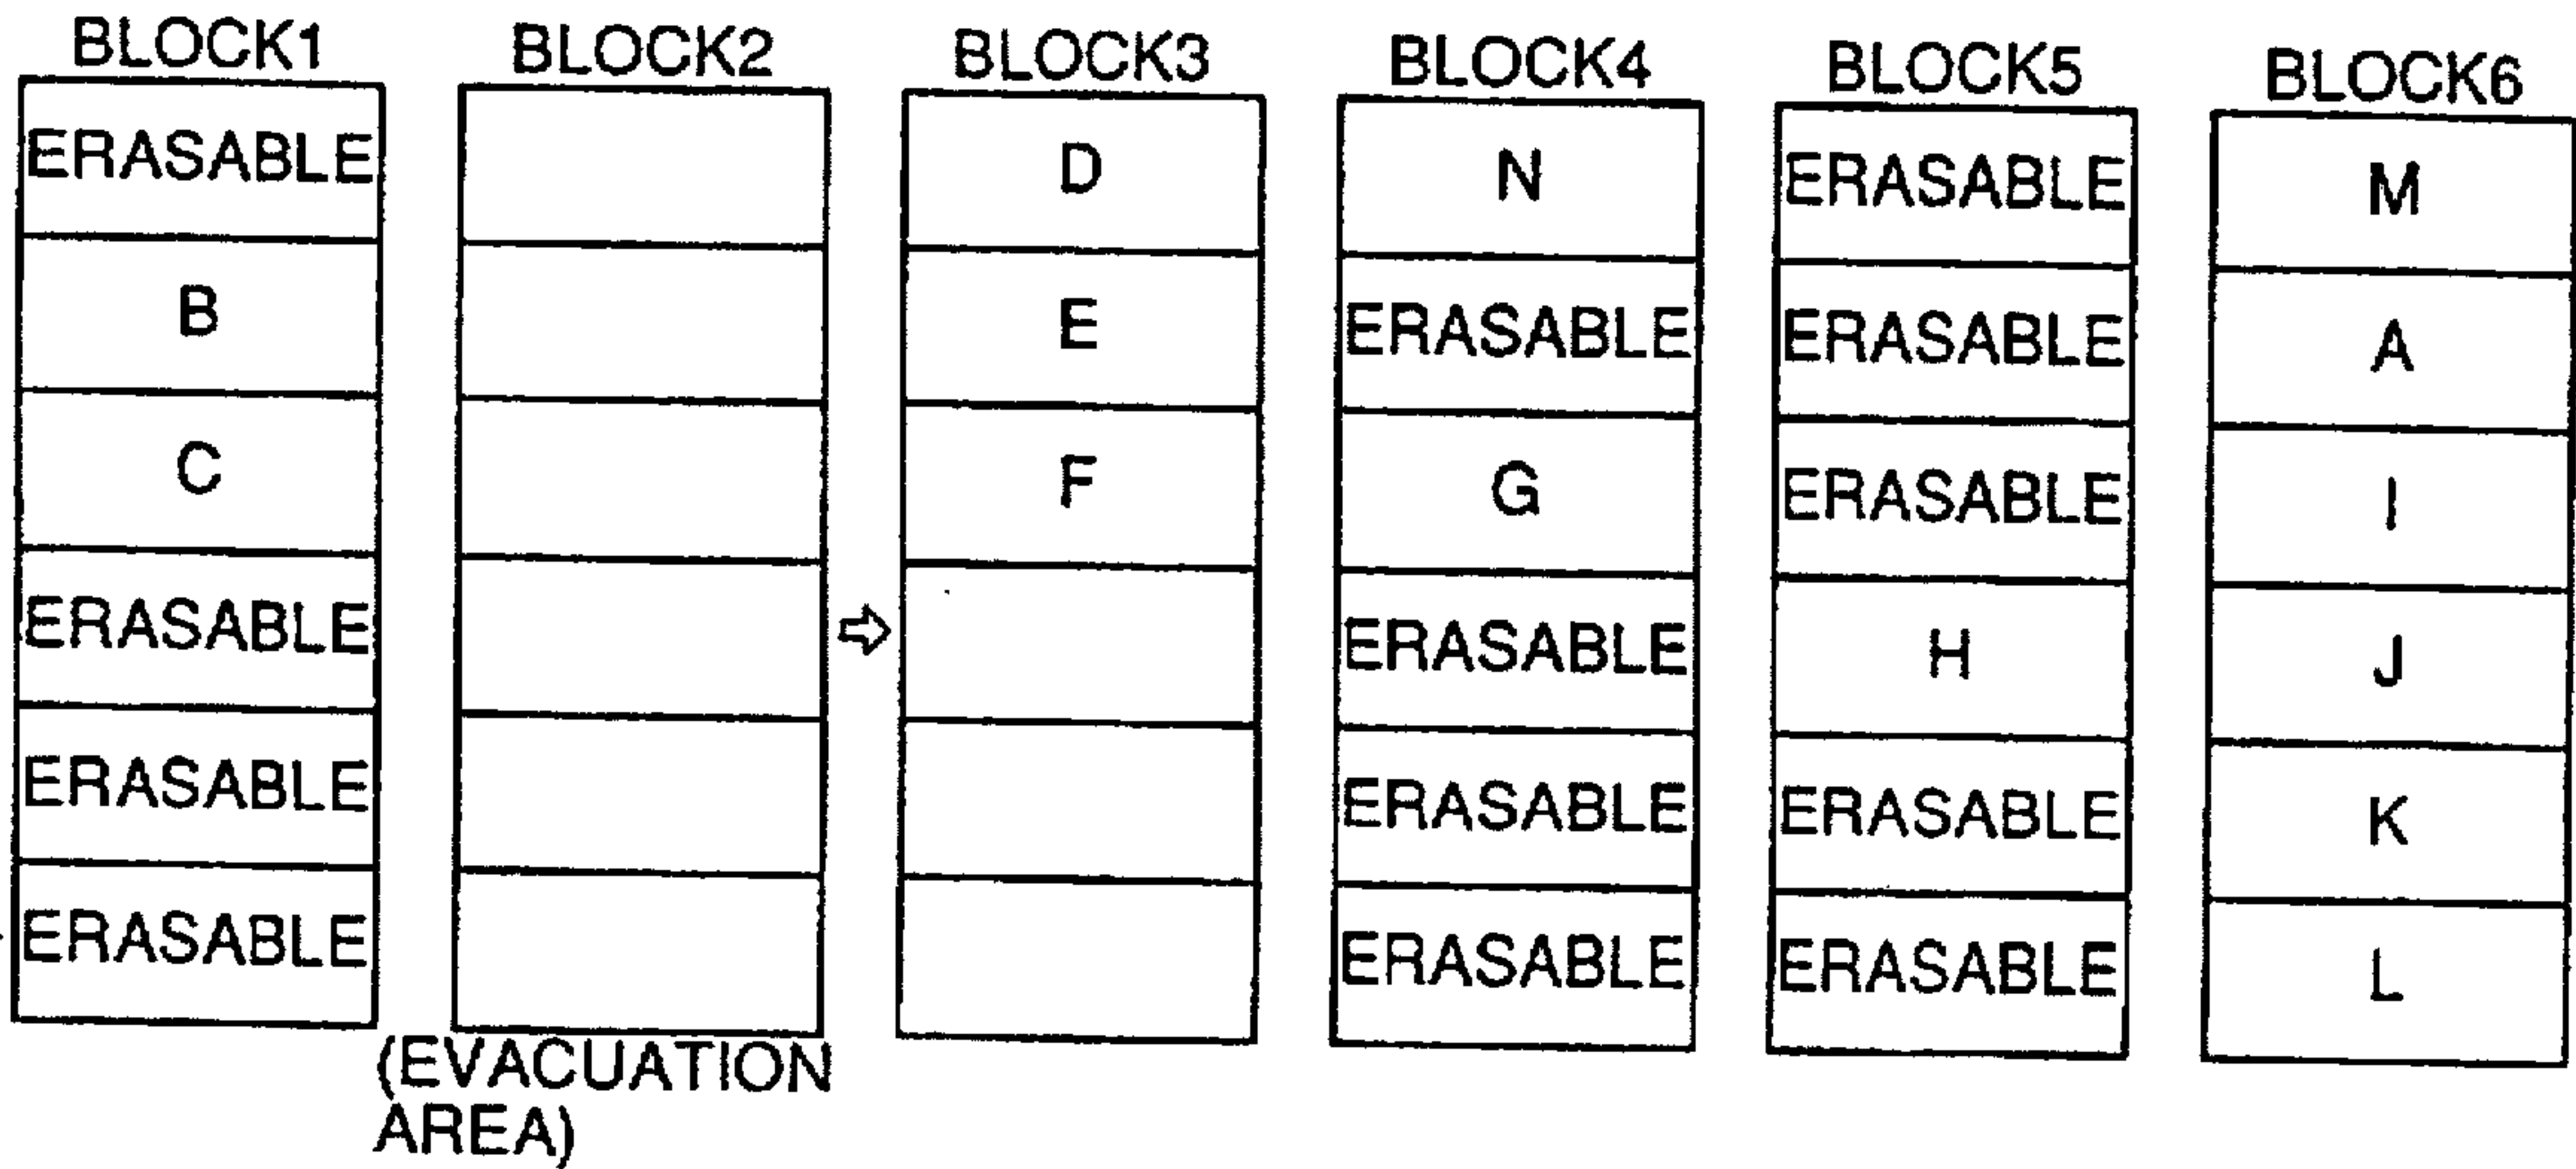 BLOCK1 BLOCK2 BLOCK3 BLOCK4 BLOCK5 BLOCK6
ERASABLE D N ERASABLE M
B E ERASABLE ERASABLE A
C F G ERASABLE I
ERASABLE ERASABLE H J
ERASABLE ERASABLE ERASABLE K
ERASABLE ERASABLE ERASABLE L
(EVACUATION
AREA)